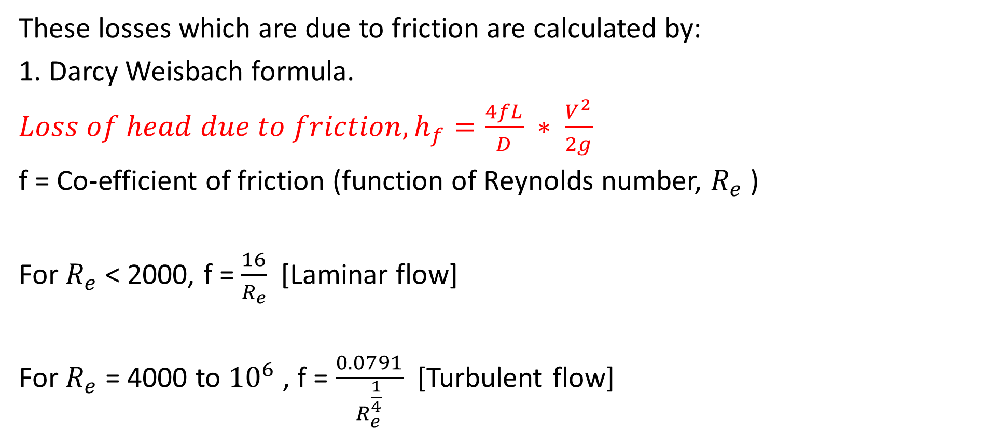 These losses which are due to friction are calculated by:
1. Darcy Weisbach formula.
Loss of head due to friction, h_f = \frac{4fL}{D} * \frac{V^2}{2g}
f = Co-efficient of friction (function of Reynolds number, R_e )
For R_e < 2000, f = \frac{16}{R_e} [Laminar flow]
For R_e = 4000 to 10^6 , f = \frac{0.0791}{R_e^{\frac{1}{4}}} [Turbulent flow]